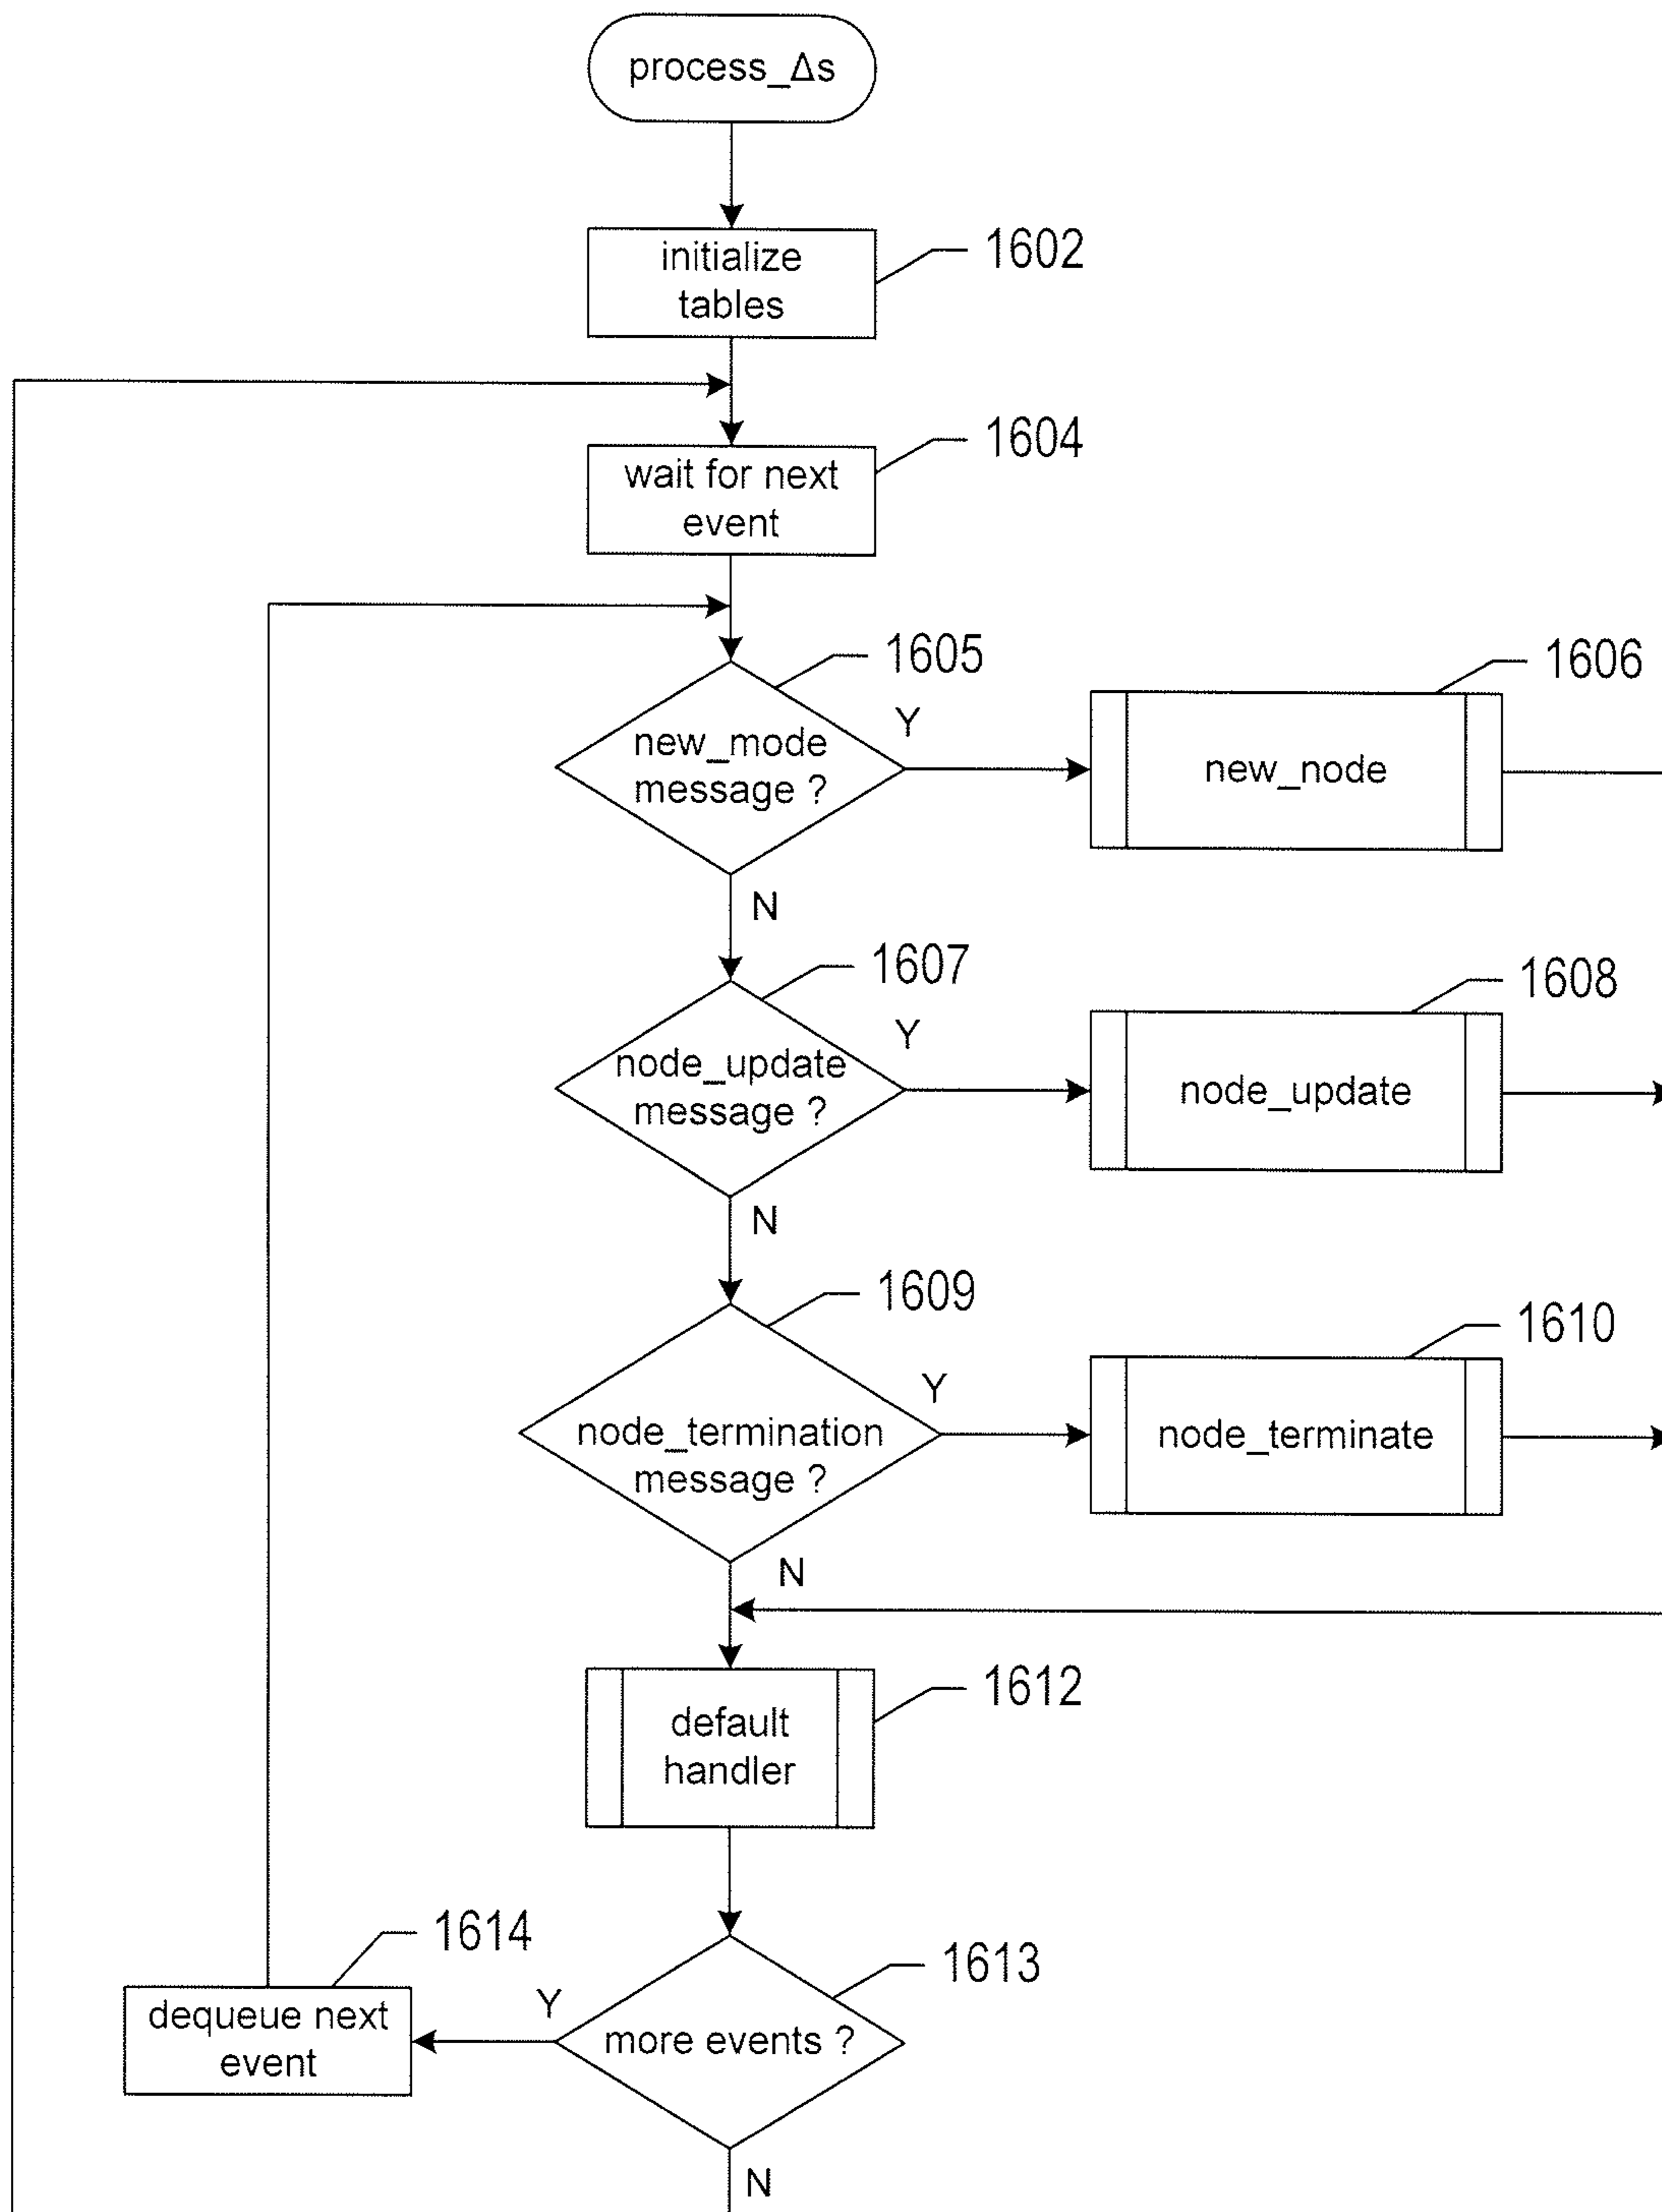 process_Δs
initialize
tables
1602
wait for next
event
1604
new_mode
message ?
1605
Y
new_node
1606
N
node_update
message ?
1607
Y
node_update
1608
N
node_termination
message ?
1609
Y
node_terminate
1610
N
default
handler
1612
more events ?
1613
Y
dequeue next
event
1614
N